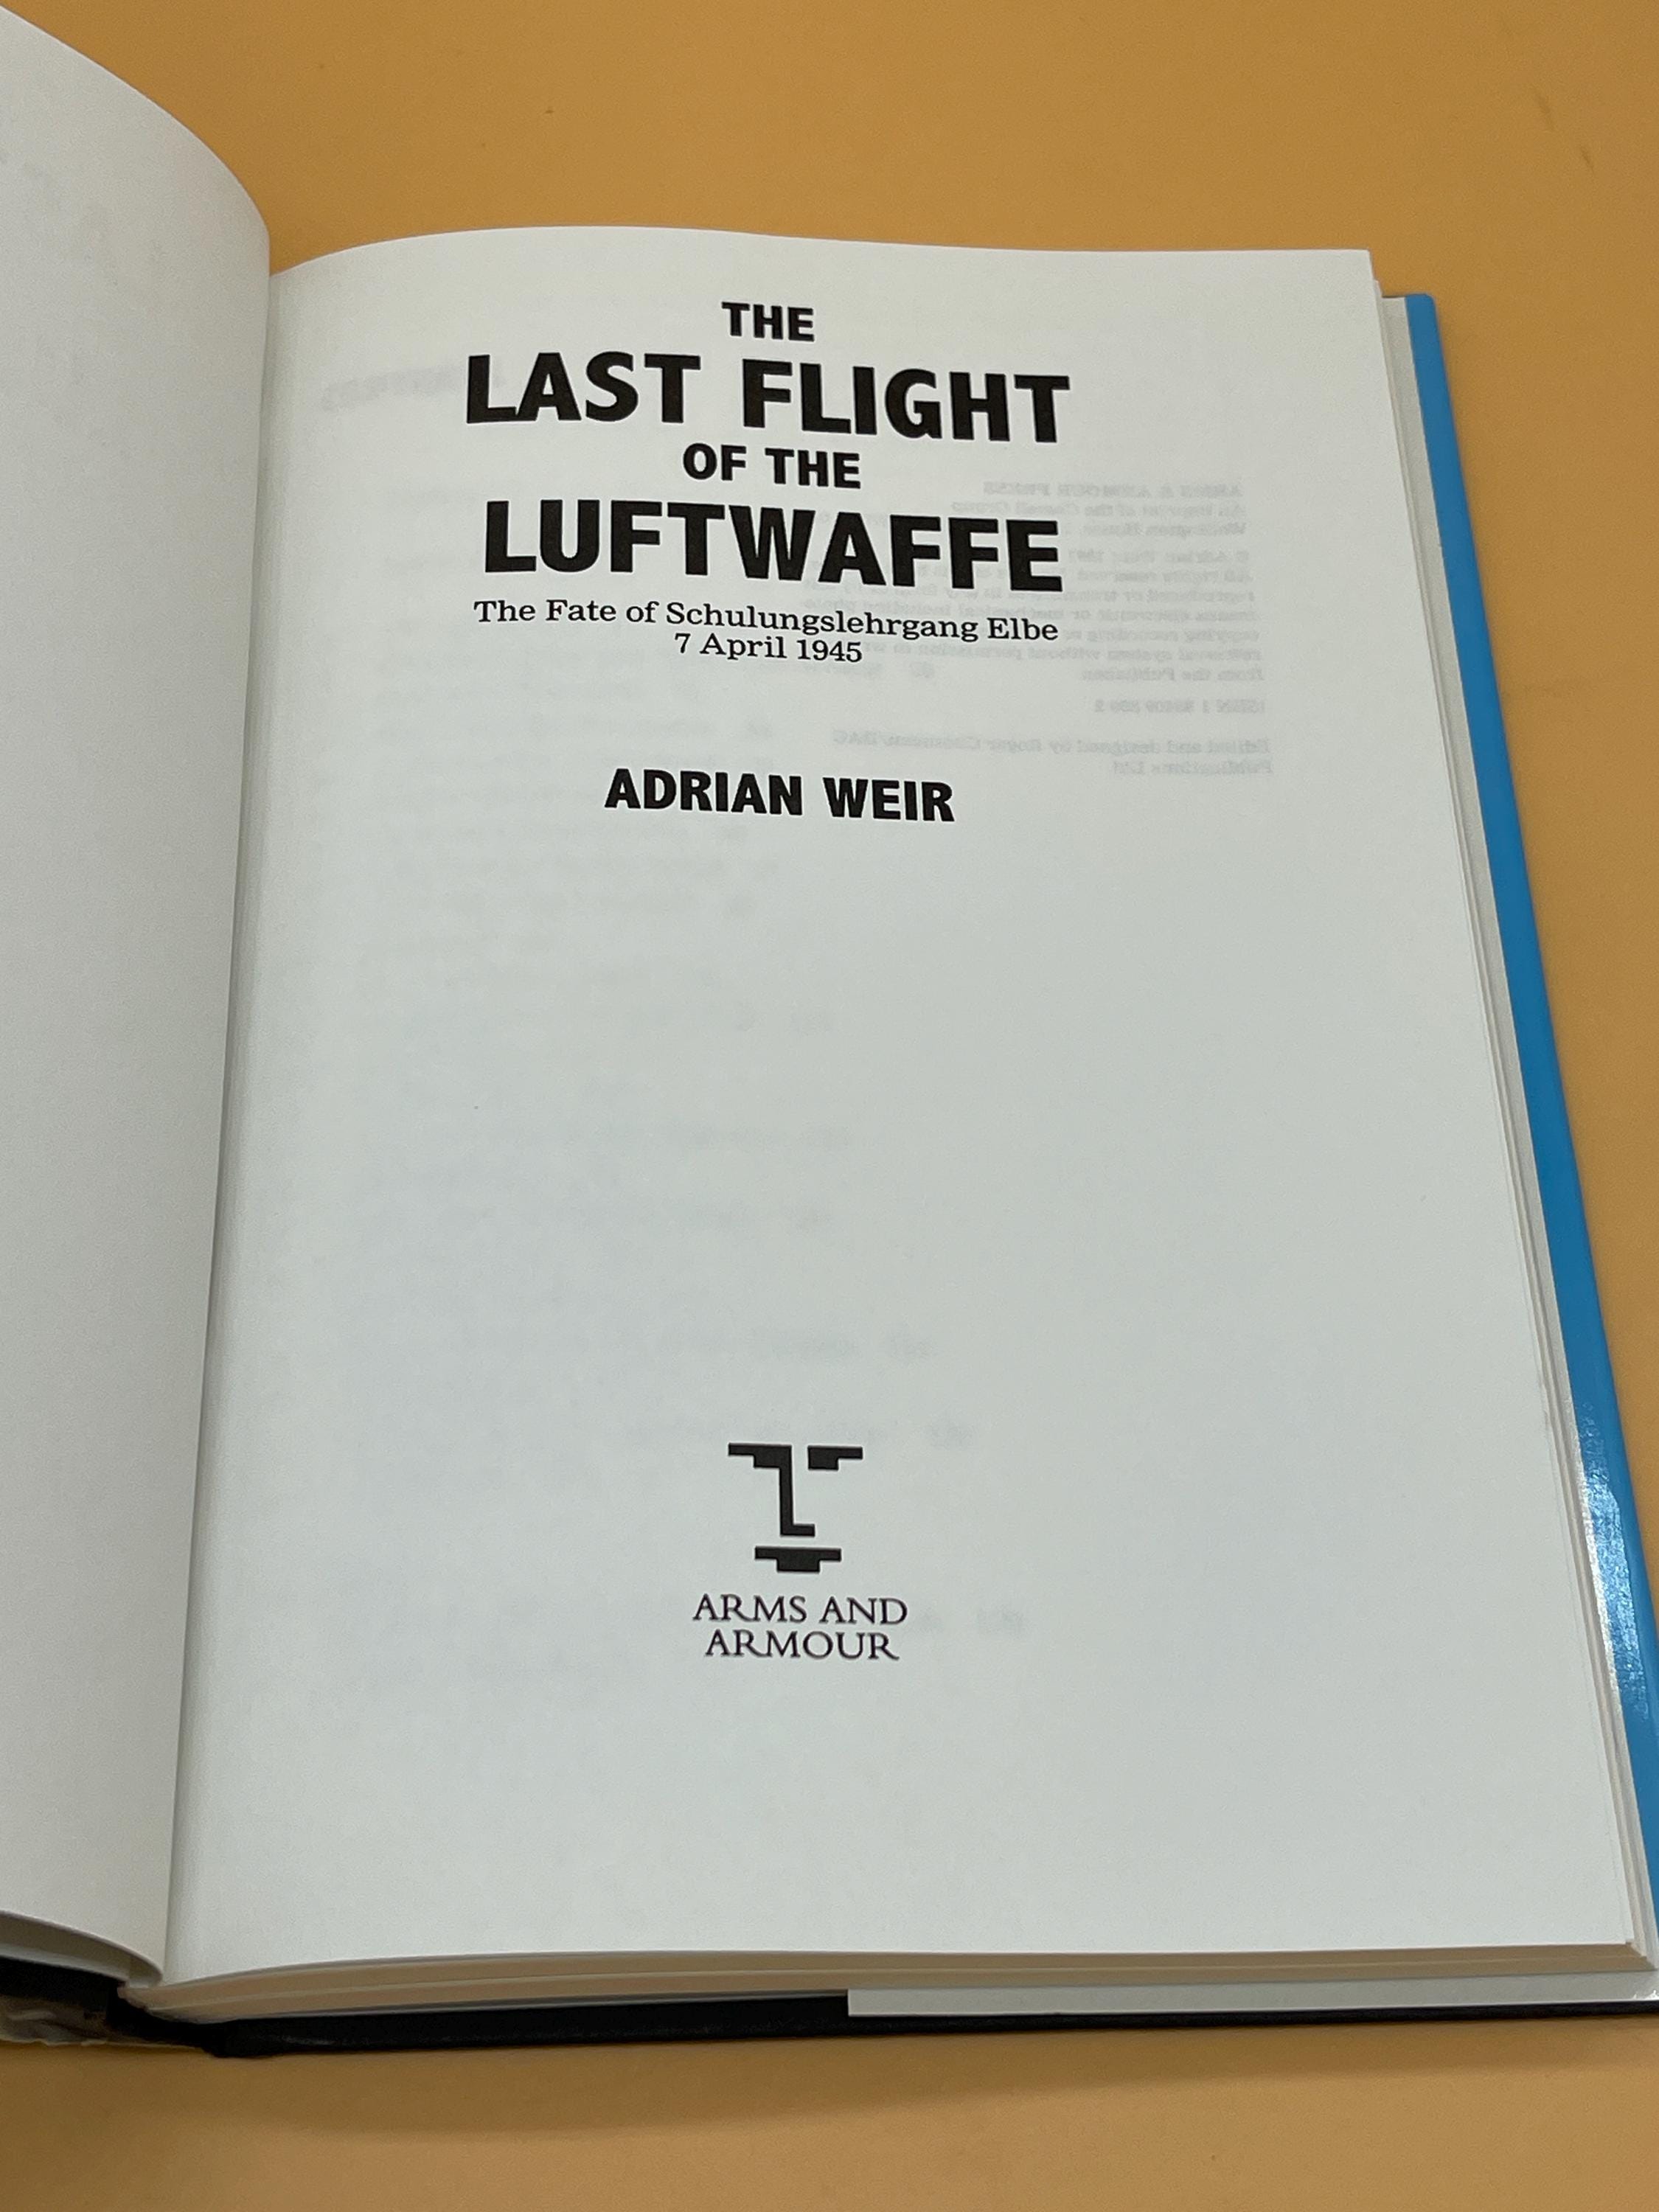 THE
LAST FLIGHT
OF THE
LUFTWAFFE
The Fate of Schulungslehrgang Elbe
7 April 1945
ADRIAN WEIR
ARMS AND
ARMOUR